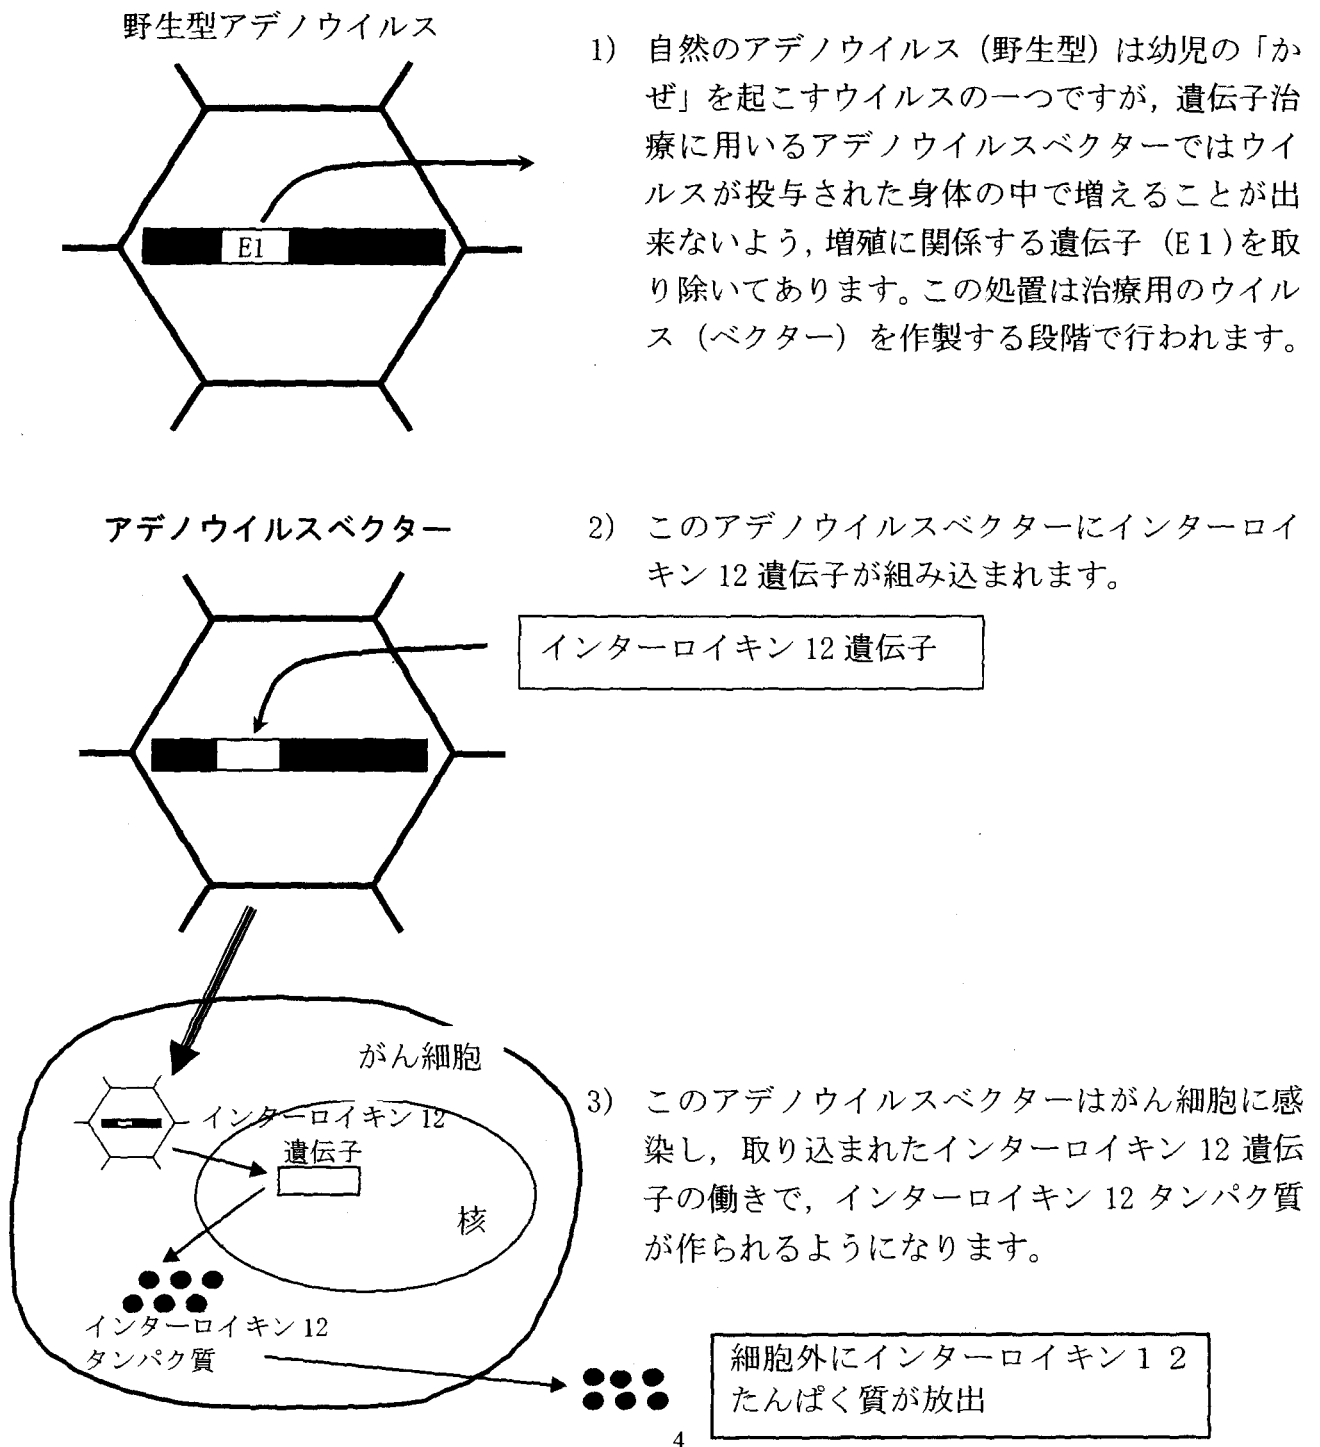 野生型アデノウイルス
E1
1) 自然のアデノウイルス（野生型）は幼児の「か
ぜ」を起こすウイルスの一つですが，遺伝子治
療に用いるアデノウイルスベクターではウイ
ルスが投与された身体の中で増えることが出
来ないよう，増殖に関係する遺伝子（E１）を取
り除いてあります。この処置は治療用のウイル
ス（ベクター）を作製する段階で行われます。
アデノウイルスベクター
2) このアデノウイルスベクターにインターロイ
キン 12 遺伝子が組み込まれます。
インターロイキン 12 遺伝子
がん細胞
インターロイキン 12
遺伝子
核
インターロイキン 12
タンパク質
3) このアデノウイルスベクターはがん細胞に感
染し，取り込まれたインターロイキン 12 遺伝
子の働きで，インターロイキン 12 タンパク質
が作られるようになります。
細胞外にインターロイキン１２
たんぱく質が放出
4